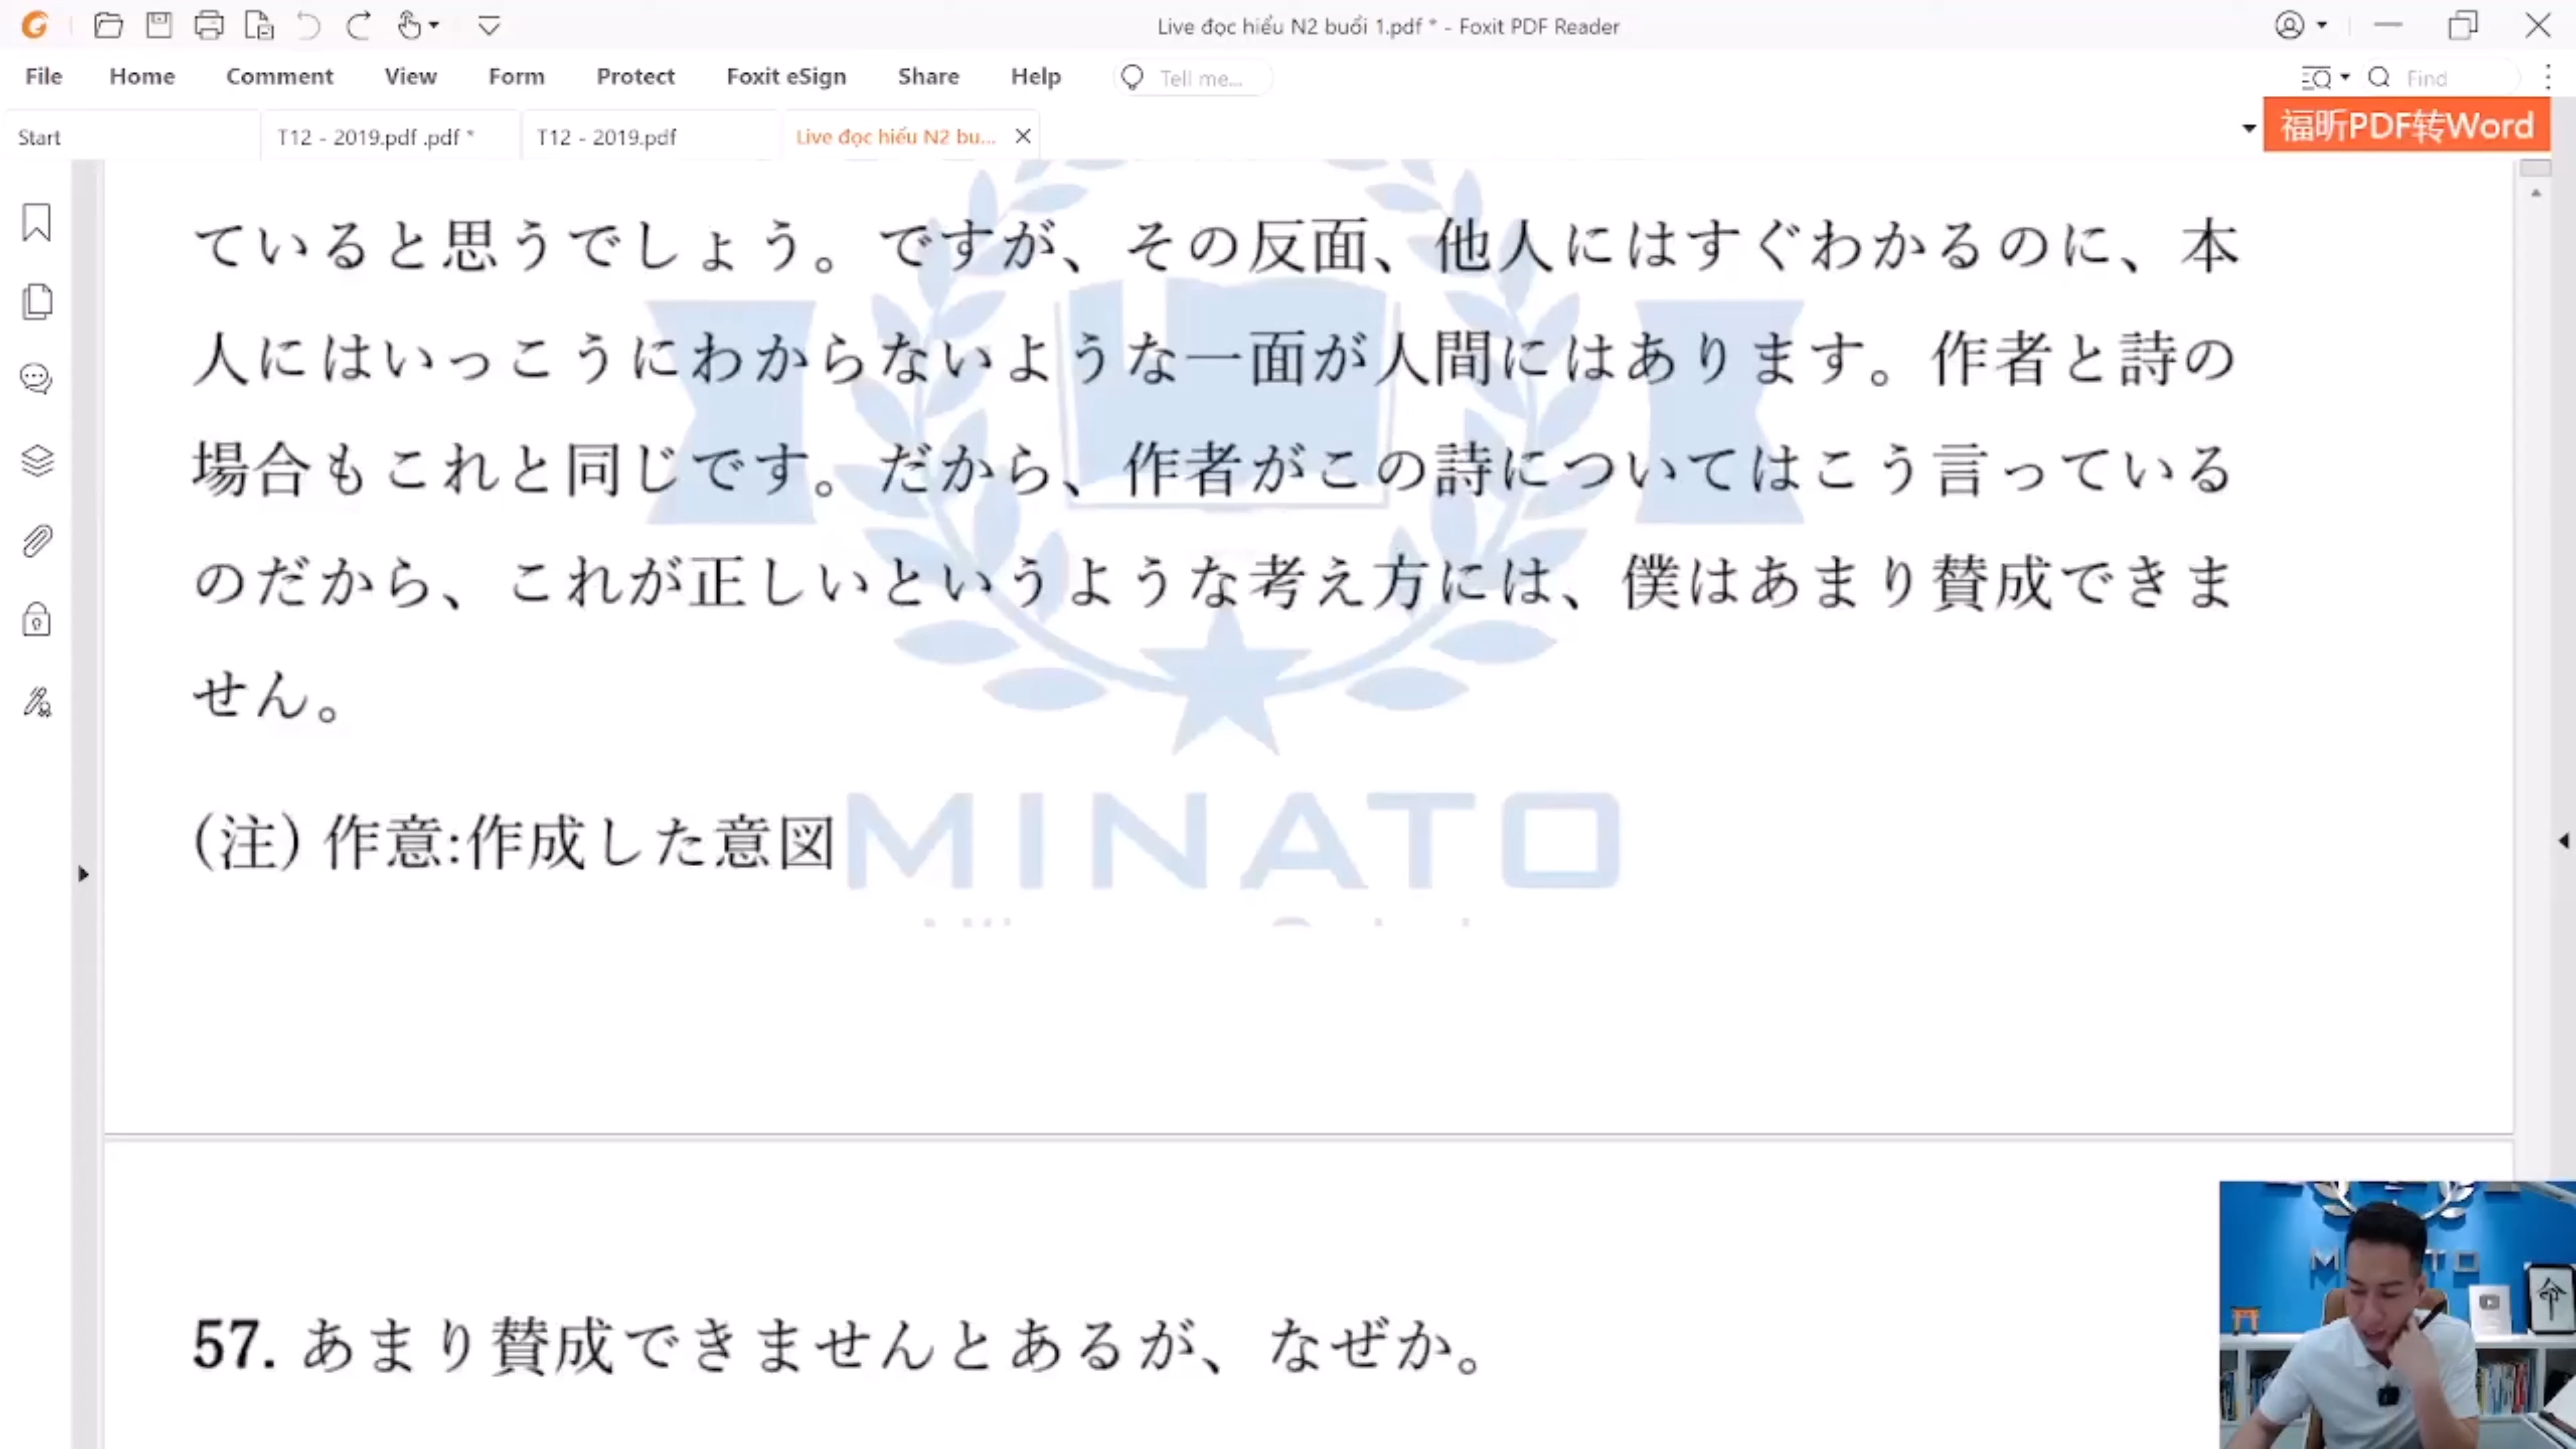 Live đọc hiểu N2 buổi 1.pdf * - Foxit PDF Reader
File Home Comment View Form Protect Foxit eSign Share Help Tell me... Find
Start T12 - 2019.pdf .pdf * T12 - 2019.pdf Live đọc hiểu N2 bu... 福昕PDF转Word
ていると思うでしょう。ですが、その反面、他人にはすぐわかるのに、本
人にはいっこうにわからないような一面が人間にはあります。作者と詩の
場合もこれと同じです。だから、作者がこの詩についてはこう言っている
のだから、これが正しいというような考え方には、僕はあまり賛成できま
せん。
(注) 作意:作成した意図
MINATO
57. あまり賛成できませんとあるが、なぜか。